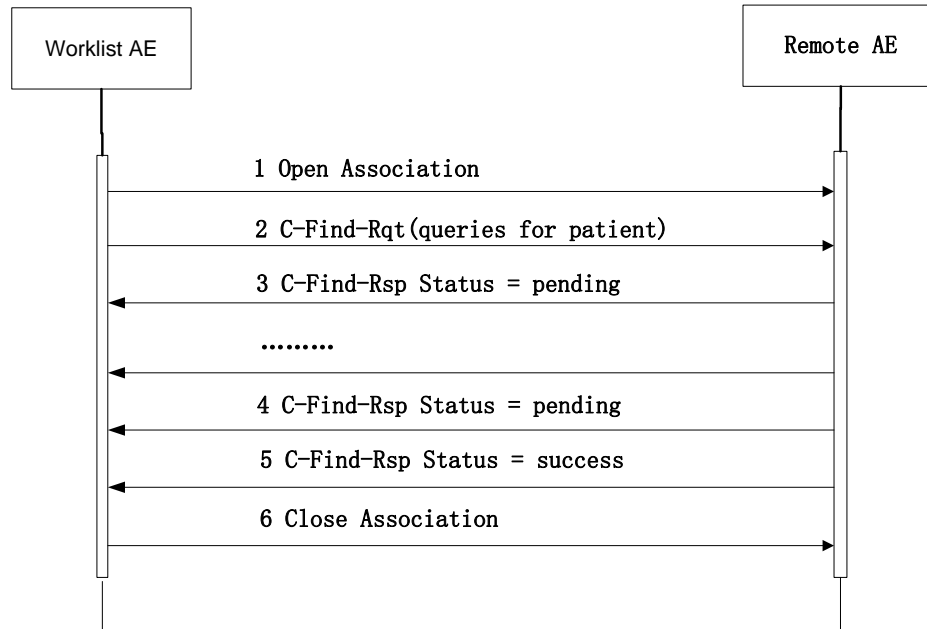 Worklist AE
Remote AE
1 Open Association
2 C-Find-Rqt(queries for patient)
3 C-Find-Rsp Status = pending
………
4 C-Find-Rsp Status = pending
5 C-Find-Rsp Status = success
6 Close Association